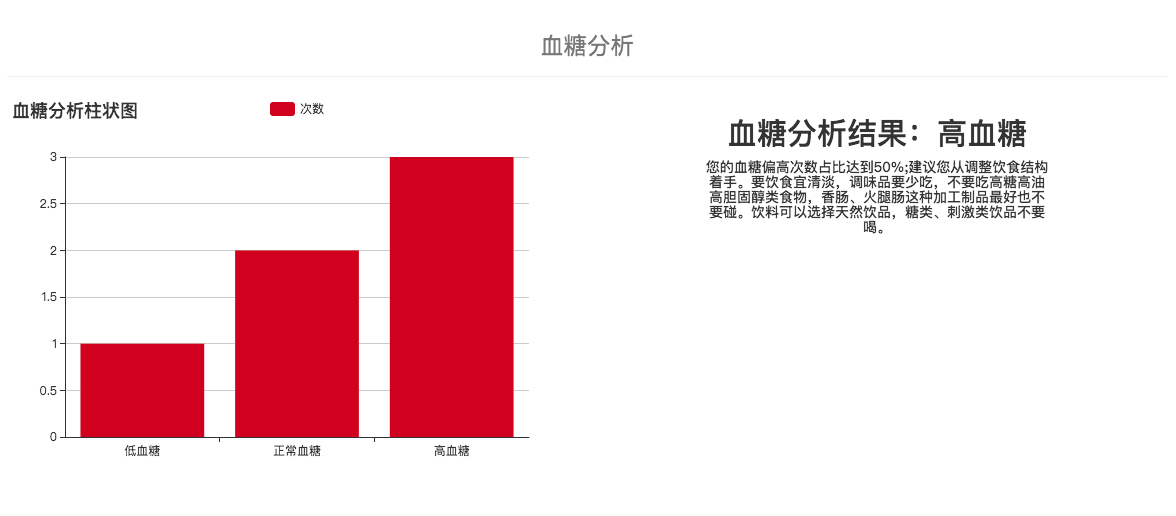 血糖分析
血糖分析柱状图
次数
3
2.5
2
1.5
1
0.5
0
低血糖
正常血糖
高血糖
血糖分析结果：高血糖
您的血糖偏高次数占比达到50%;建议您从调整饮食结构
着手。要饮食宜清淡，调味品要少吃，不要吃高糖高油
高胆固醇类食物，香肠、火腿肠这种加工制品最好也不
要碰。饮料可以选择天然饮品，糖类、刺激类饮品不要
喝。